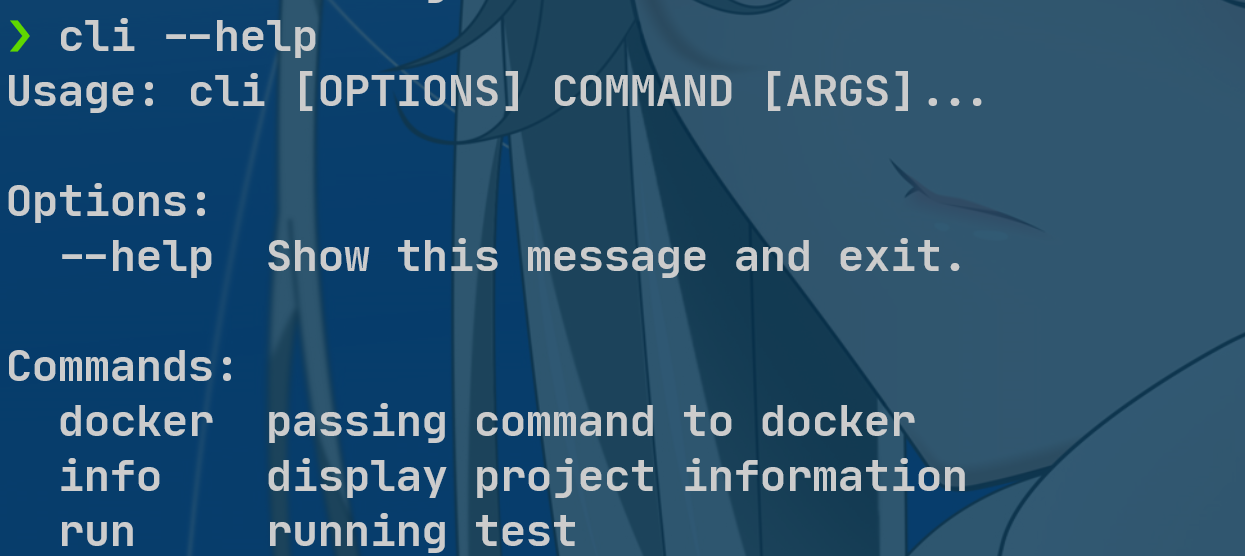 ❯ cli --help
Usage: cli [OPTIONS] COMMAND [ARGS]...
Options:
  --help  Show this message and exit.
Commands:
  docker  passing command to docker
  info    display project information
  run     running test